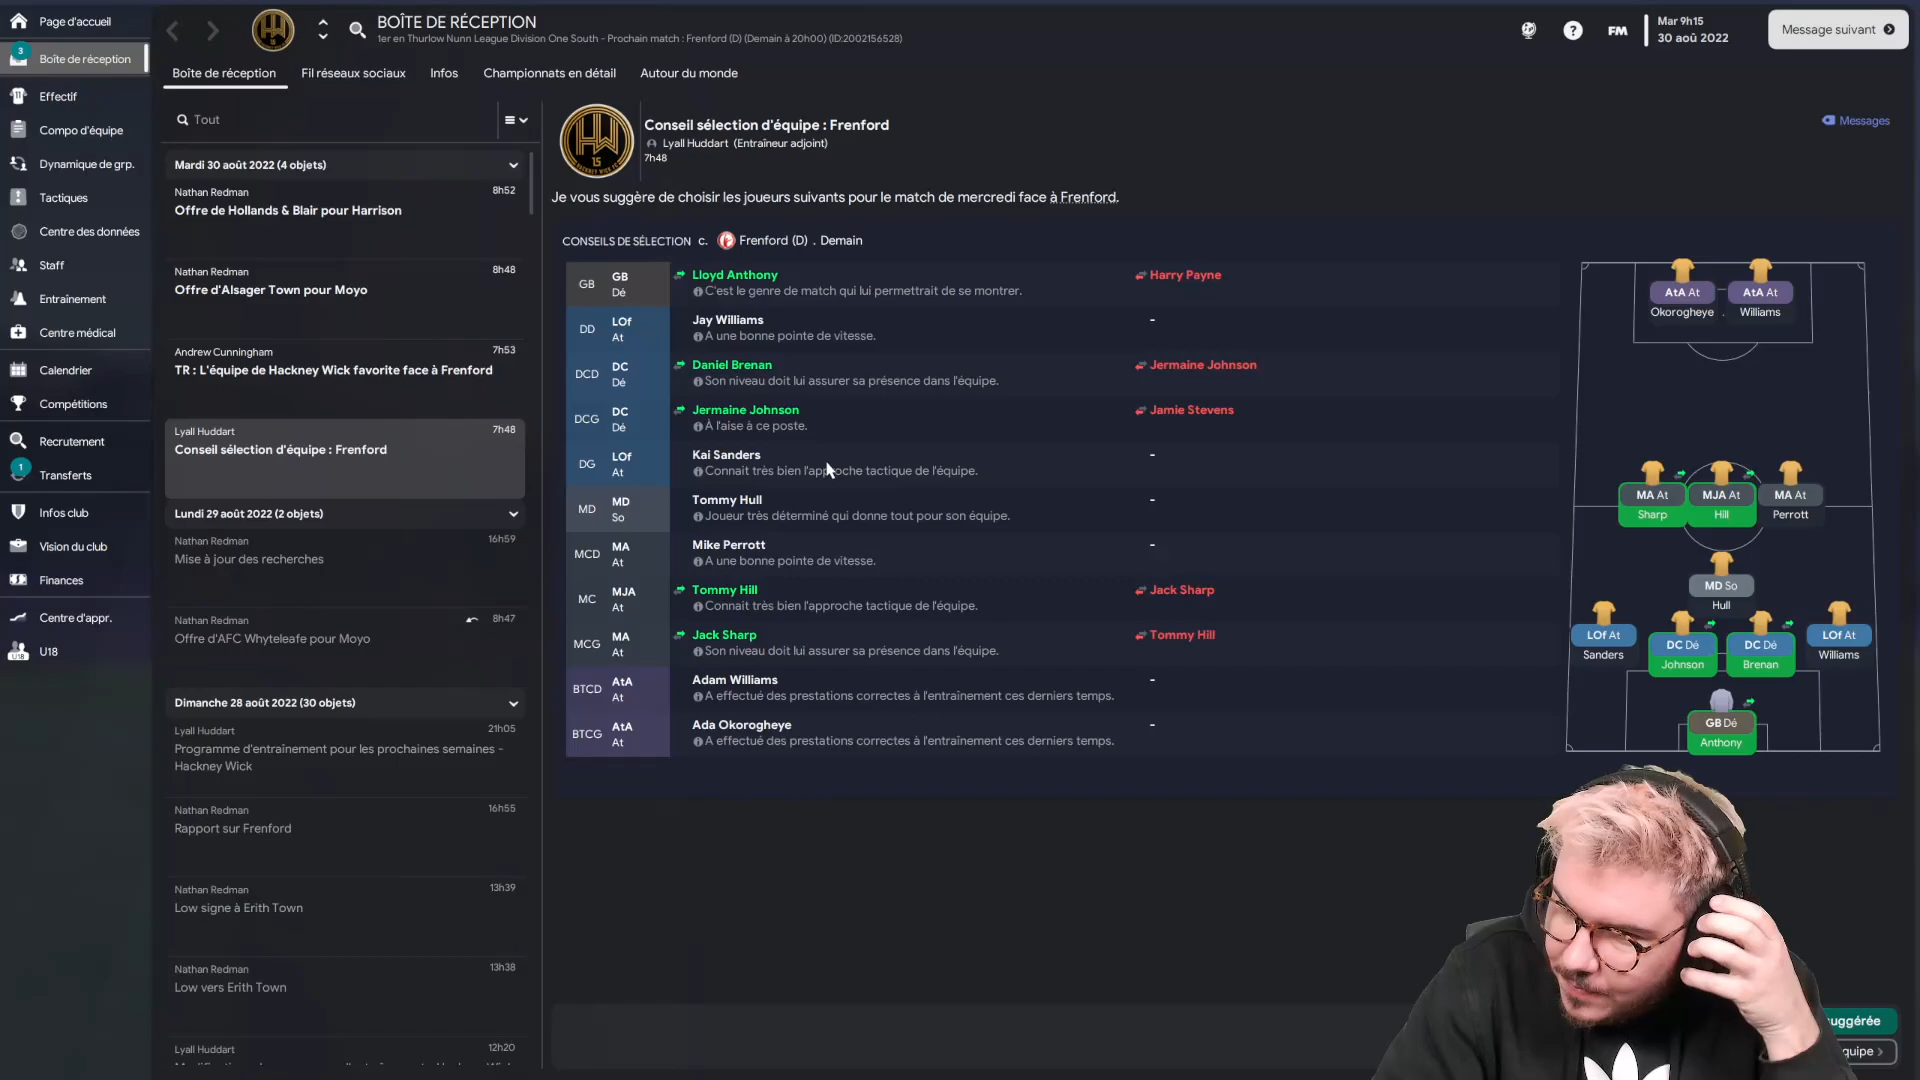 Page d'accueil
3
Boîte de réception
Effectif
Compo d'équipe
Dynamique de grp.
Tactiques
Centre des données
Staff
Entraînement
Centre médical
Calendrier
Compétitions
Recrutement
1
Transferts
Infos club
Vision du club
Finances
Centre d'appr.
U18
BOÎTE DE RÉCEPTION
1er en Thurlow Nunn League Division One South - Prochain match : Frenford (D) (Demain à 20h00) (ID:2002156528)
FM
Mar 9h15
30 aoû 2022
Message suivant
Boîte de réception
Fil réseaux sociaux
Infos
Championnats en détail
Autour du monde
Tout
Mardi 30 août 2022 (4 objets)
Nathan Redman 8h52
Offre de Hollands & Blair pour Harrison
Nathan Redman 8h48
Offre d'Alsager Town pour Moyo
Andrew Cunningham 7h53
TR : L'équipe de Hackney Wick favorite face à Frenford
Lyall Huddart 7h48
Conseil sélection d'équipe : Frenford
Lundi 29 août 2022 (2 objets)
Nathan Redman 16h59
Mise à jour des recherches
Nathan Redman 8h47
Offre d'AFC Whyteleafe pour Moyo
Dimanche 28 août 2022 (30 objets)
Lyall Huddart 21h05
Programme d'entraînement pour les prochaines semaines -
Hackney Wick
Nathan Redman 16h55
Rapport sur Frenford
Nathan Redman 13h39
Low signe à Erith Town
Nathan Redman 13h38
Low vers Erith Town
Lyall Huddart 12h20
Conseil sélection d'équipe : Frenford
Lyall Huddart (Entraîneur adjoint)
7h48
Messages
Je vous suggère de choisir les joueurs suivants pour le match de mercredi face à Frenford.
CONSEILS DE SÉLECTION c. Frenford (D) . Demain
GB GB Dé Lloyd Anthony Harry Payne
C'est le genre de match qui lui permettrait de se montrer.
DD LOf At Jay Williams -
A une bonne pointe de vitesse.
DCD DC Dé Daniel Brenan Jermaine Johnson
Son niveau doit lui assurer sa présence dans l'équipe.
DCG DC Dé Jermaine Johnson Jamie Stevens
À l'aise à ce poste.
DG LOf At Kai Sanders -
Connait très bien l'approche tactique de l'équipe.
MD MD So Tommy Hull -
Joueur très déterminé qui donne tout pour son équipe.
MCD MA At Mike Perrott -
A une bonne pointe de vitesse.
MC MJA At Tommy Hill Jack Sharp
Connait très bien l'approche tactique de l'équipe.
MCG MA At Jack Sharp Tommy Hill
Son niveau doit lui assurer sa présence dans l'équipe.
BTCD AtA At Adam Williams -
A effectué des prestations correctes à l'entraînement ces derniers temps.
BTCG AtA At Ada Okorogheye -
A effectué des prestations correctes à l'entraînement ces derniers temps.
AtA At AtA At
Okorogheye Williams
MA At MJA At MA At
Sharp Hill Perrott
MD So
Hull
LOf At DC Dé DC Dé LOf At
Sanders Johnson Brenan Williams
GB Dé
Anthony
uggérée
quipe